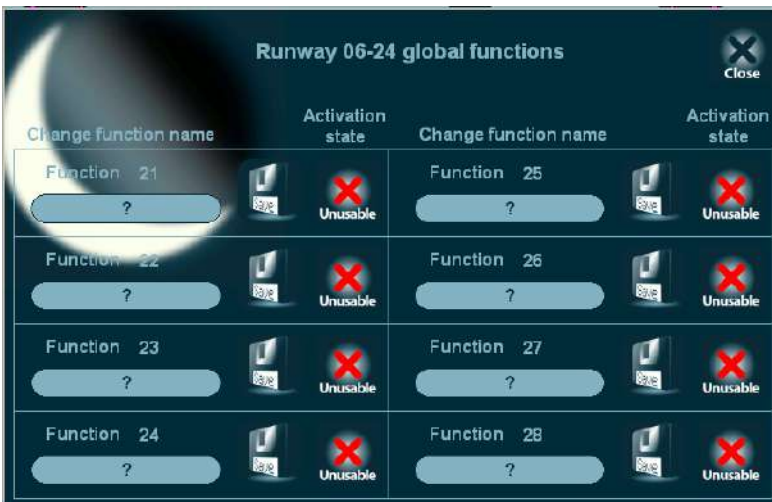 Runway 06-24 global functions
Close
Change function name
Activation
state
Change function name
Activation
state
Function 21
?
Save
Unusable
Function 25
?
Save
Unusable
Function 22
?
Save
Unusable
Function 26
?
Save
Unusable
Function 23
?
Save
Unusable
Function 27
?
Save
Unusable
Function 24
?
Save
Unusable
Function 28
?
Save
Unusable